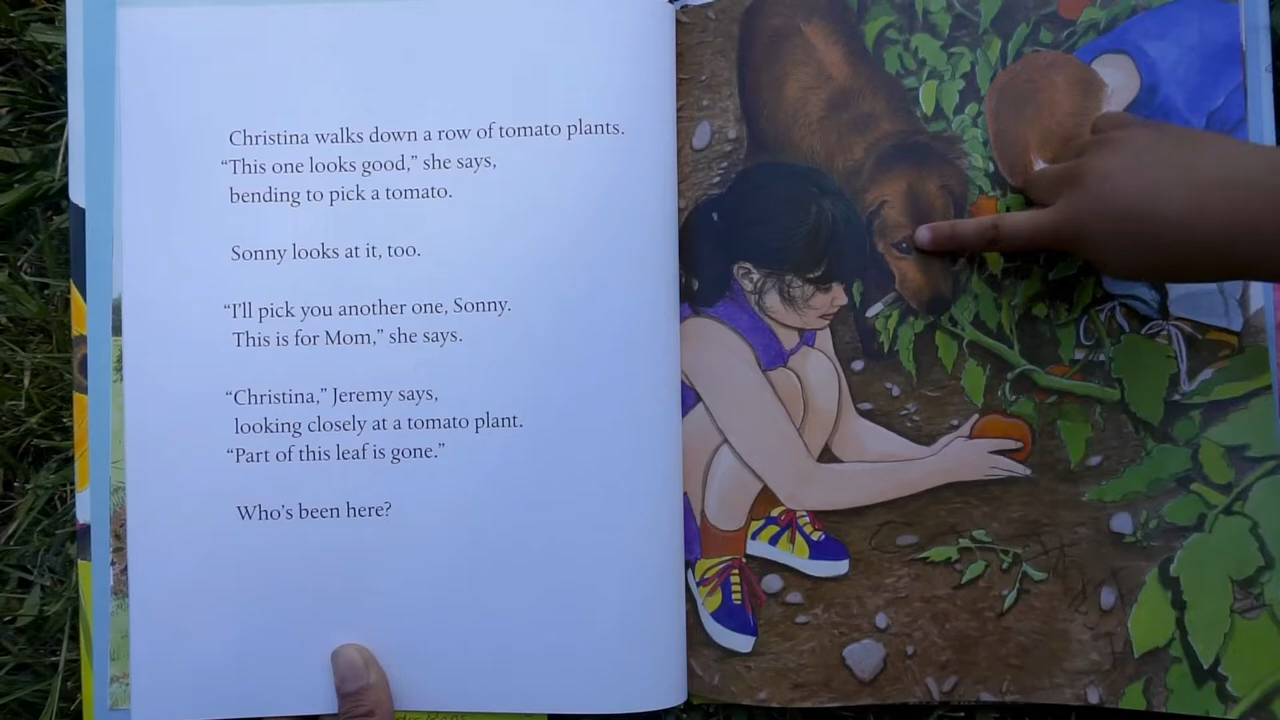 Christina walks down a row of tomato plants.
“This one looks good,” she says,
bending to pick a tomato.
Sonny looks at it, too.
“I’ll pick you another one, Sonny.
This is for Mom,” she says.
“Christina,” Jeremy says,
looking closely at a tomato plant.
“Part of this leaf is gone.”
Who’s been here?